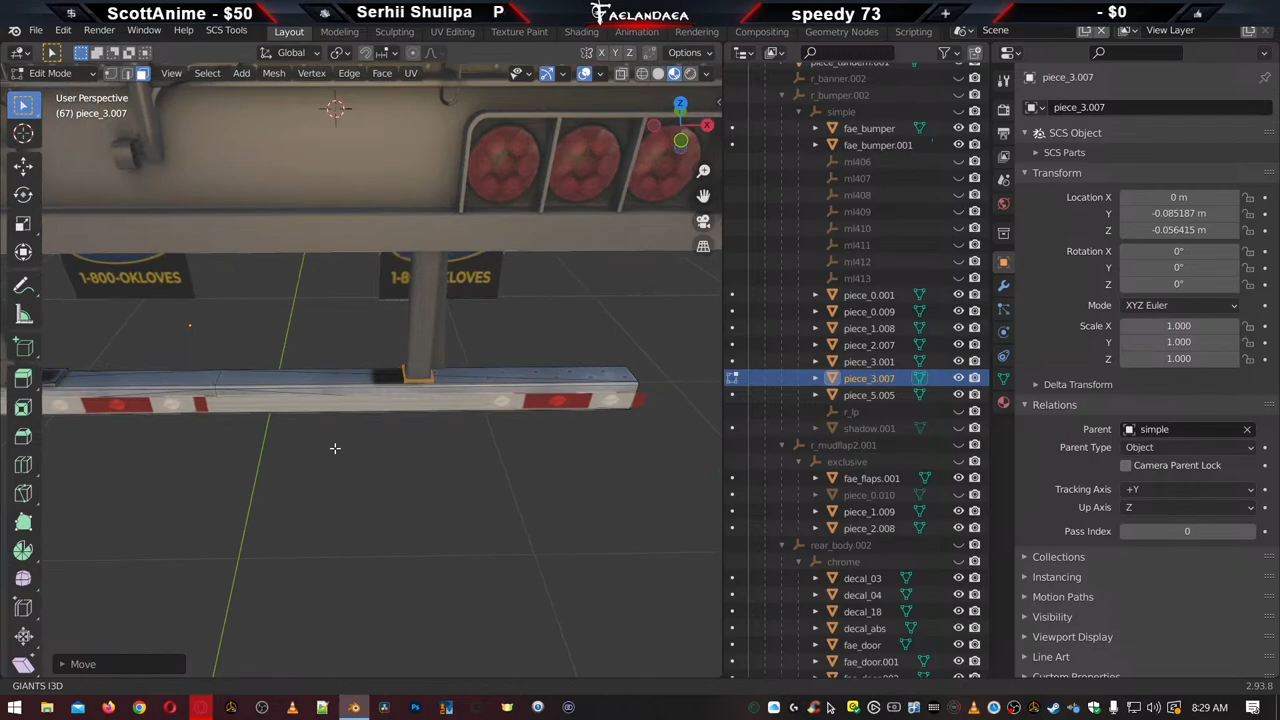 ScottAnime - $50
Serhii Shulipa P
FAELANDAEA
speedy 73
- $0
File Edit Render Window Help SCS Tools
Layout Modeling Sculpting UV Editing Texture Paint Shading Animation Rendering Compositing Geometry Nodes Scripting
Scene
View Layer
Global
X Y Z
Options
Edit Mode
View Select Add Mesh Vertex Edge Face UV
User Perspective
(67) piece_3.007
Z
X
1-800-OKLOVES
Move
GIANTS I3D
2.93.8
r_banner.002
r_bumper.002
simple
fae_bumper
fae_bumper.001
ml406
ml407
ml408
ml409
ml410
ml411
ml412
ml413
piece_0.001
piece_0.009
piece_1.008
piece_2.007
piece_3.001
piece_3.007
piece_5.005
r_lp
shadow.001
r_mudflap2.001
exclusive
fae_flaps.001
piece_0.010
piece_1.009
piece_2.008
rear_body.002
chrome
decal_03
decal_04
decal_18
decal_abs
fae_door
fae_door.001
piece_3.007
piece_3.007
SCS Object
SCS Parts
Transform
Location X 0 m
Y -0.085187 m
Z -0.056415 m
Rotation X 0°
Y 0°
Z 0°
Mode XYZ Euler
Scale X 1.000
Y 1.000
Z 1.000
Delta Transform
Relations
Parent simple
Parent Type Object
Camera Parent Lock
Tracking Axis +Y
Up Axis Z
Pass Index 0
Collections
Instancing
Motion Paths
Visibility
Viewport Display
Line Art
Custom Properties
8:29 AM